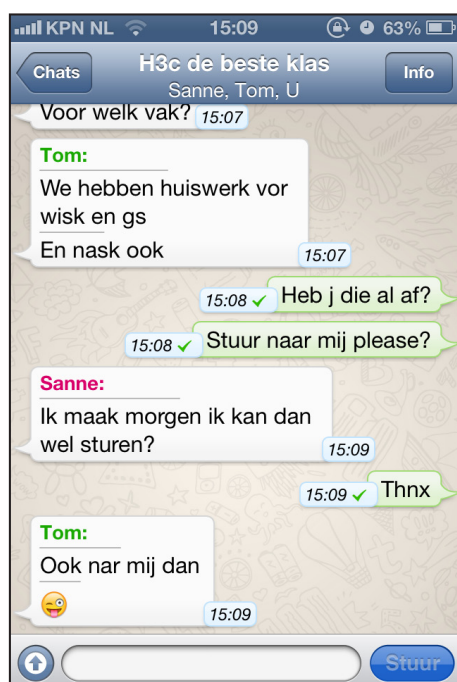 KPN NL 15:09 63%
Chats H3c de beste klas Info
Sanne, Tom, U
Voor welk vak? 15:07
Tom:
We hebben huiswerk vor
wisk en gs
En nask ook 15:07
15:08 Heb j die al af?
15:08 Stuur naar mij please?
Sanne:
Ik maak morgen ik kan dan
wel sturen? 15:09
15:09 Thnx
Tom:
Ook nar mij dan
15:09
Stuur